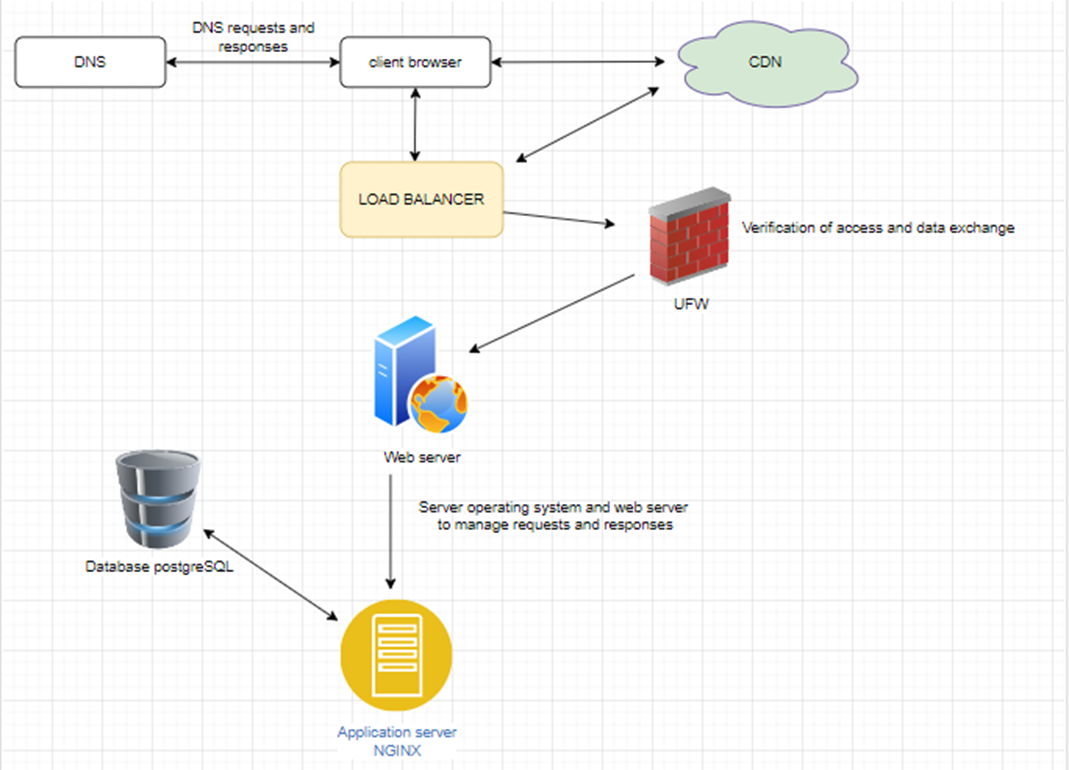 DNS requests and
responses
DNS
client browser
CDN
LOAD BALANCER
Verification of access and data exchange
UFW
Web server
Server operating system and web server
to manage requests and responses
Database postgreSQL
Application server
NGINX